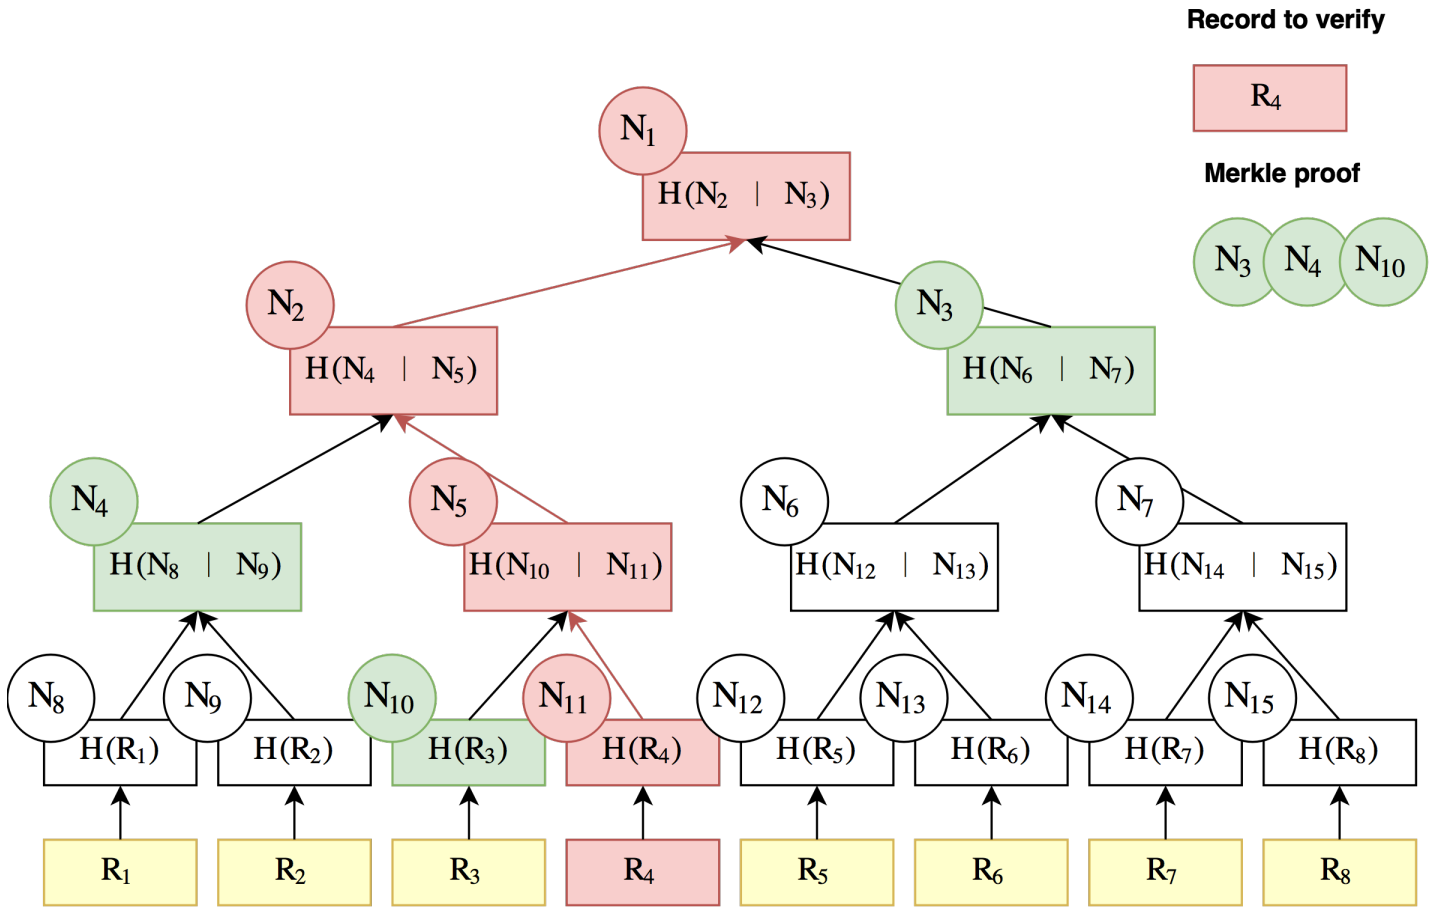 Record to verify
R₄
N₁
H(N₂ | N₃)
Merkle proof
N₃ N₄ N₁₀
N₂
H(N₄ | N₅)
N₃
H(N₆ | N₇)
N₄
H(N₈ | N₉)
N₅
H(N₁₀ | N₁₁)
N₆
H(N₁₂ | N₁₃)
N₇
H(N₁₄ | N₁₅)
N₈
H(R₁)
N₉
H(R₂)
N₁₀
H(R₃)
N₁₁
H(R₄)
N₁₂
H(R₅)
N₁₃
H(R₆)
N₁₄
H(R₇)
N₁₅
H(R₈)
R₁
R₂
R₃
R₄
R₅
R₆
R₇
R₈